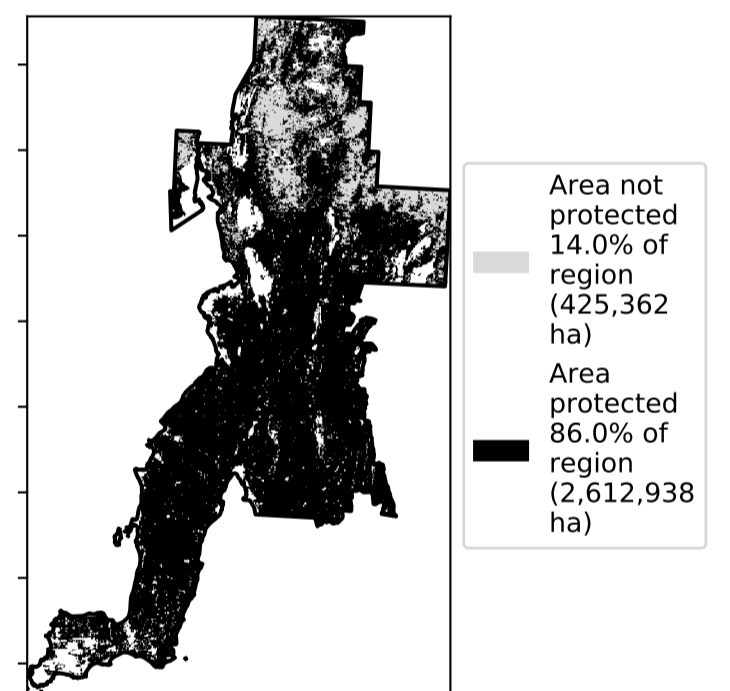 Area not
protected
14.0% of
region
(425,362
ha)
Area
protected
86.0% of
region
(2,612,938
ha)